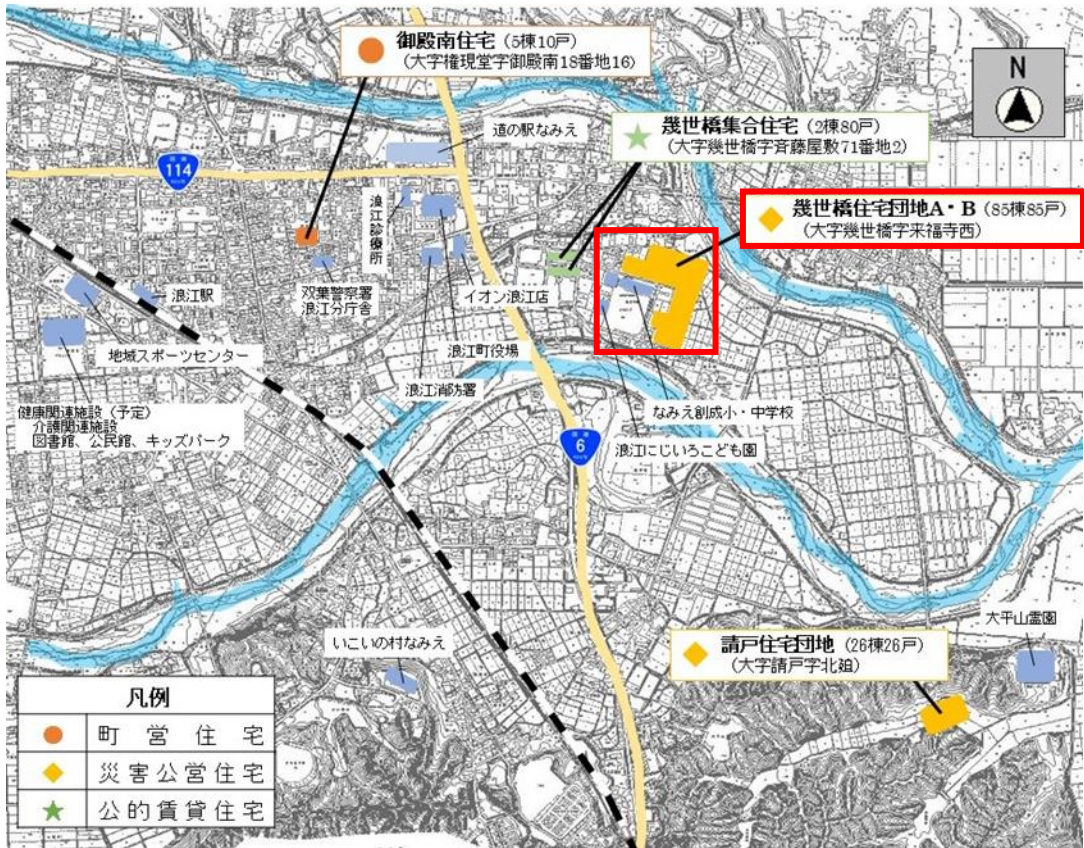 御殿南住宅 (5棟10戸)
(大字権現堂字御殿南18番地16)
N
道の駅なみえ
幾世橋集合住宅 (2棟80戸)
(大字幾世橋字斉藤屋敷71番地2)
114
幾世橋住宅団地A・B (85棟85戸)
(大字幾世橋字来福寺西)
浪江診療所
浪江駅
双葉警察署
浪江分庁舎
イオン浪江店
地域スポーツセンター
浪江町役場
浪江消防署
健康関連施設(予定)
介護関連施設
図書館、公民館、キッズパーク
なみえ創成小・中学校
6
浪江にじいろこども園
大平山霊園
いこいの村なみえ
請戸住宅団地 (26棟26戸)
(大字請戸字北迫)
凡例
町営住宅
災害公営住宅
公的賃貸住宅